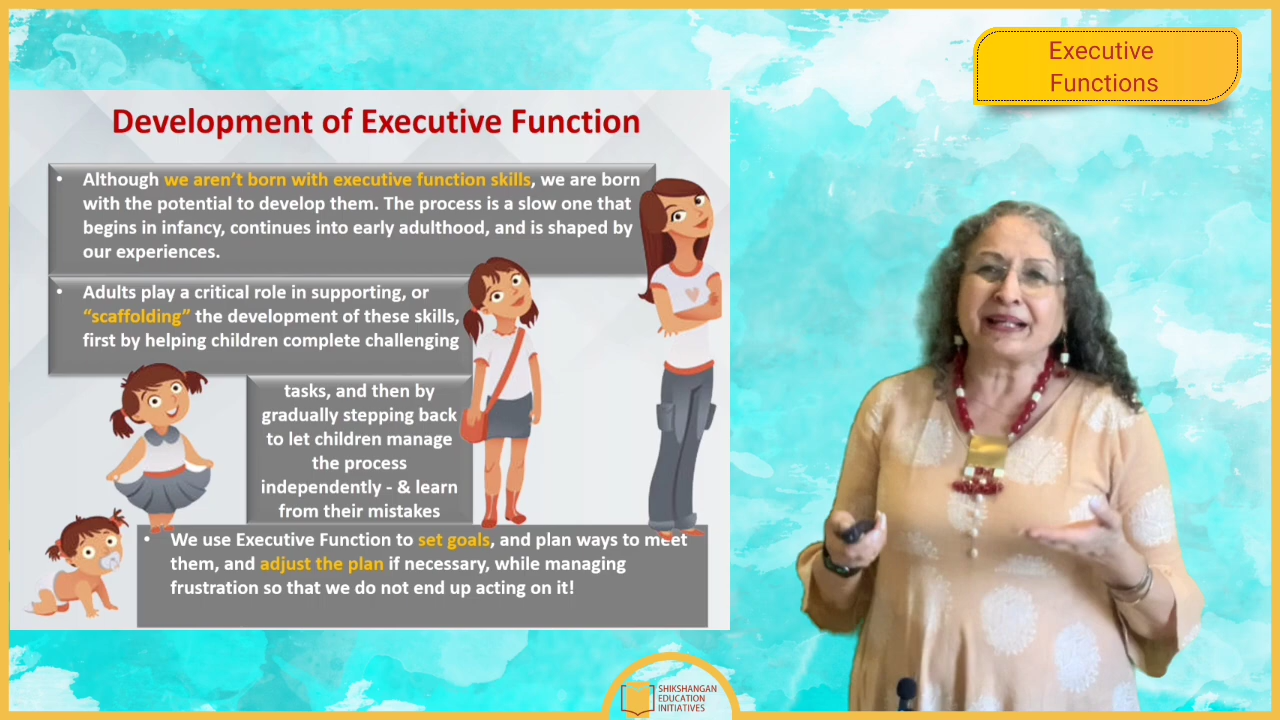 Executive
Functions
Development of Executive Function
• Although we aren't born with executive function skills, we are born
with the potential to develop them. The process is a slow one that
begins in infancy, continues into early adulthood, and is shaped by
our experiences.
• Adults play a critical role in supporting, or
“scaffolding” the development of these skills,
first by helping children complete challenging
tasks, and then by
gradually stepping back
to let children manage
the process
independently - & learn
from their mistakes
• We use Executive Function to set goals, and plan ways to meet
them, and adjust the plan if necessary, while managing
frustration so that we do not end up acting on it!
SHIKSHANGAN
EDUCATION
INITIATIVES